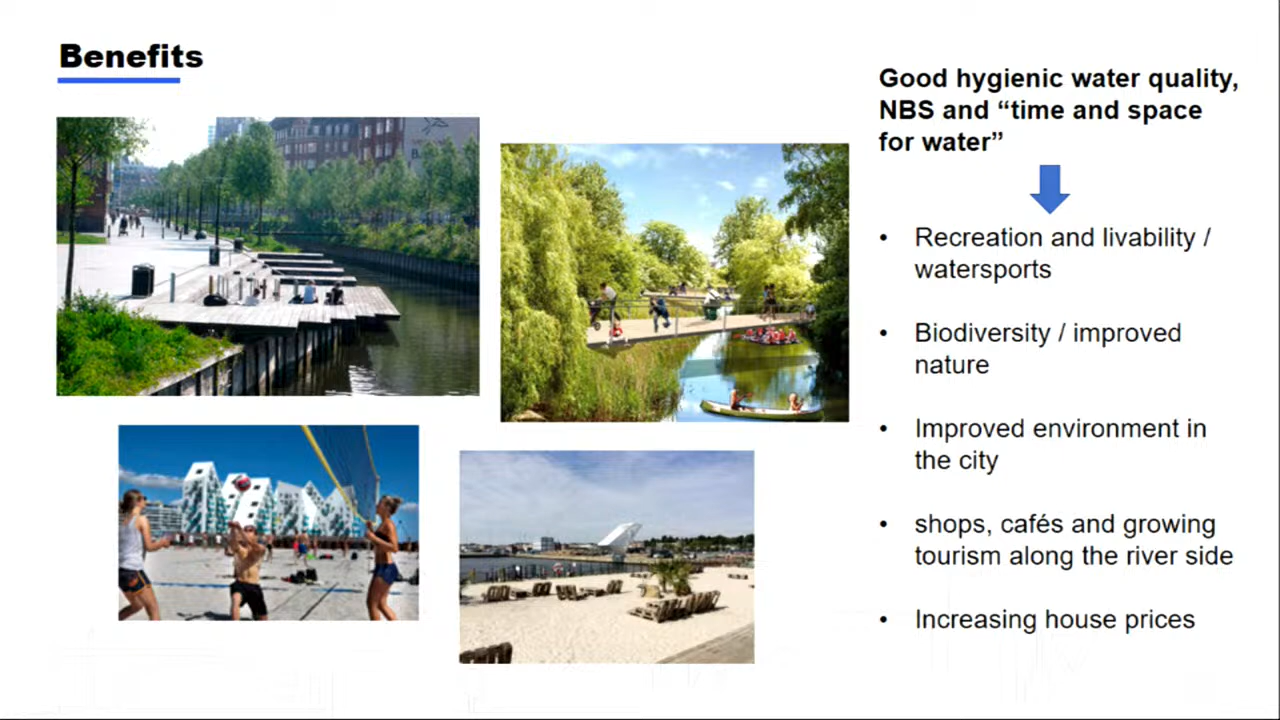 Benefits
Good hygienic water quality,
NBS and “time and space
for water”
• Recreation and livability /
watersports
• Biodiversity / improved
nature
• Improved environment in
the city
• shops, cafés and growing
tourism along the river side
• Increasing house prices